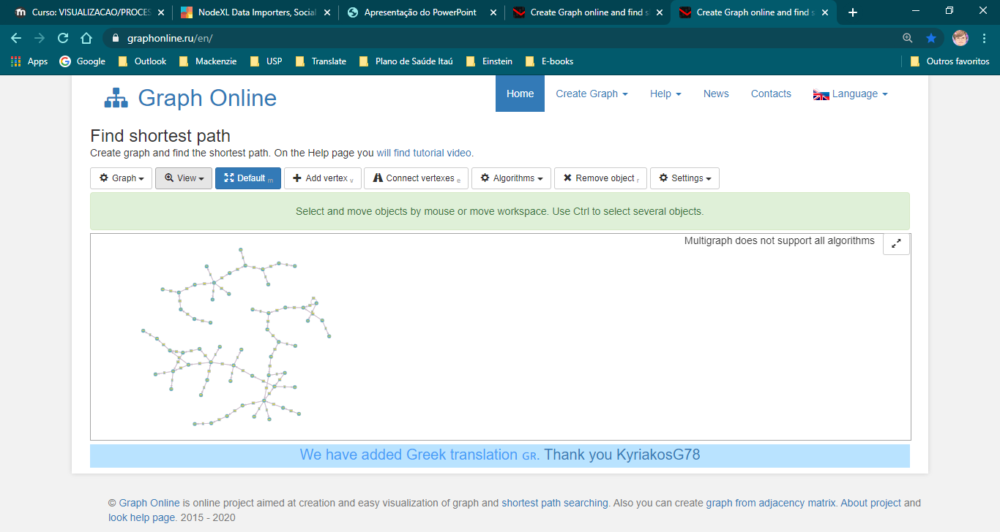 Curso: VISUALIZACAO/PROCES
NodeXL Data Importers, Social
Apresentação do PowerPoint
Create Graph online and find s
Create Graph online and find s
graphonline.ru/en/
Apps Google Outlook Mackenzie USP Translate Plano de Saúde Itaú Einstein E-books Outros favoritos
Graph Online
Home Create Graph Help News Contacts Language
Find shortest path
Create graph and find the shortest path. On the Help page you will find tutorial video.
Graph View Default m Add vertex v Connect vertexes e Algorithms Remove object r Settings
Select and move objects by mouse or move workspace. Use Ctrl to select several objects.
Multigraph does not support all algorithms
We have added Greek translation GR. Thank you KyriakosG78
© Graph Online is online project aimed at creation and easy visualization of graph and shortest path searching. Also you can create graph from adjacency matrix. About project and
look help page. 2015 - 2020